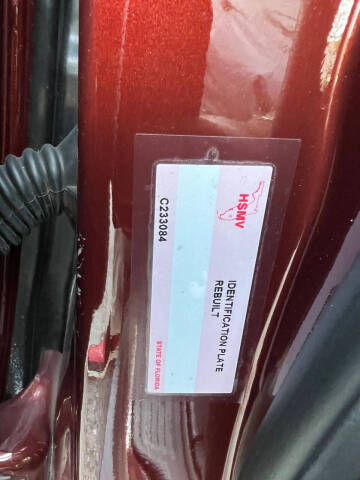 HSMV
IDENTIFICATION PLATE
REBUILT
C233084
STATE OF FLORIDA